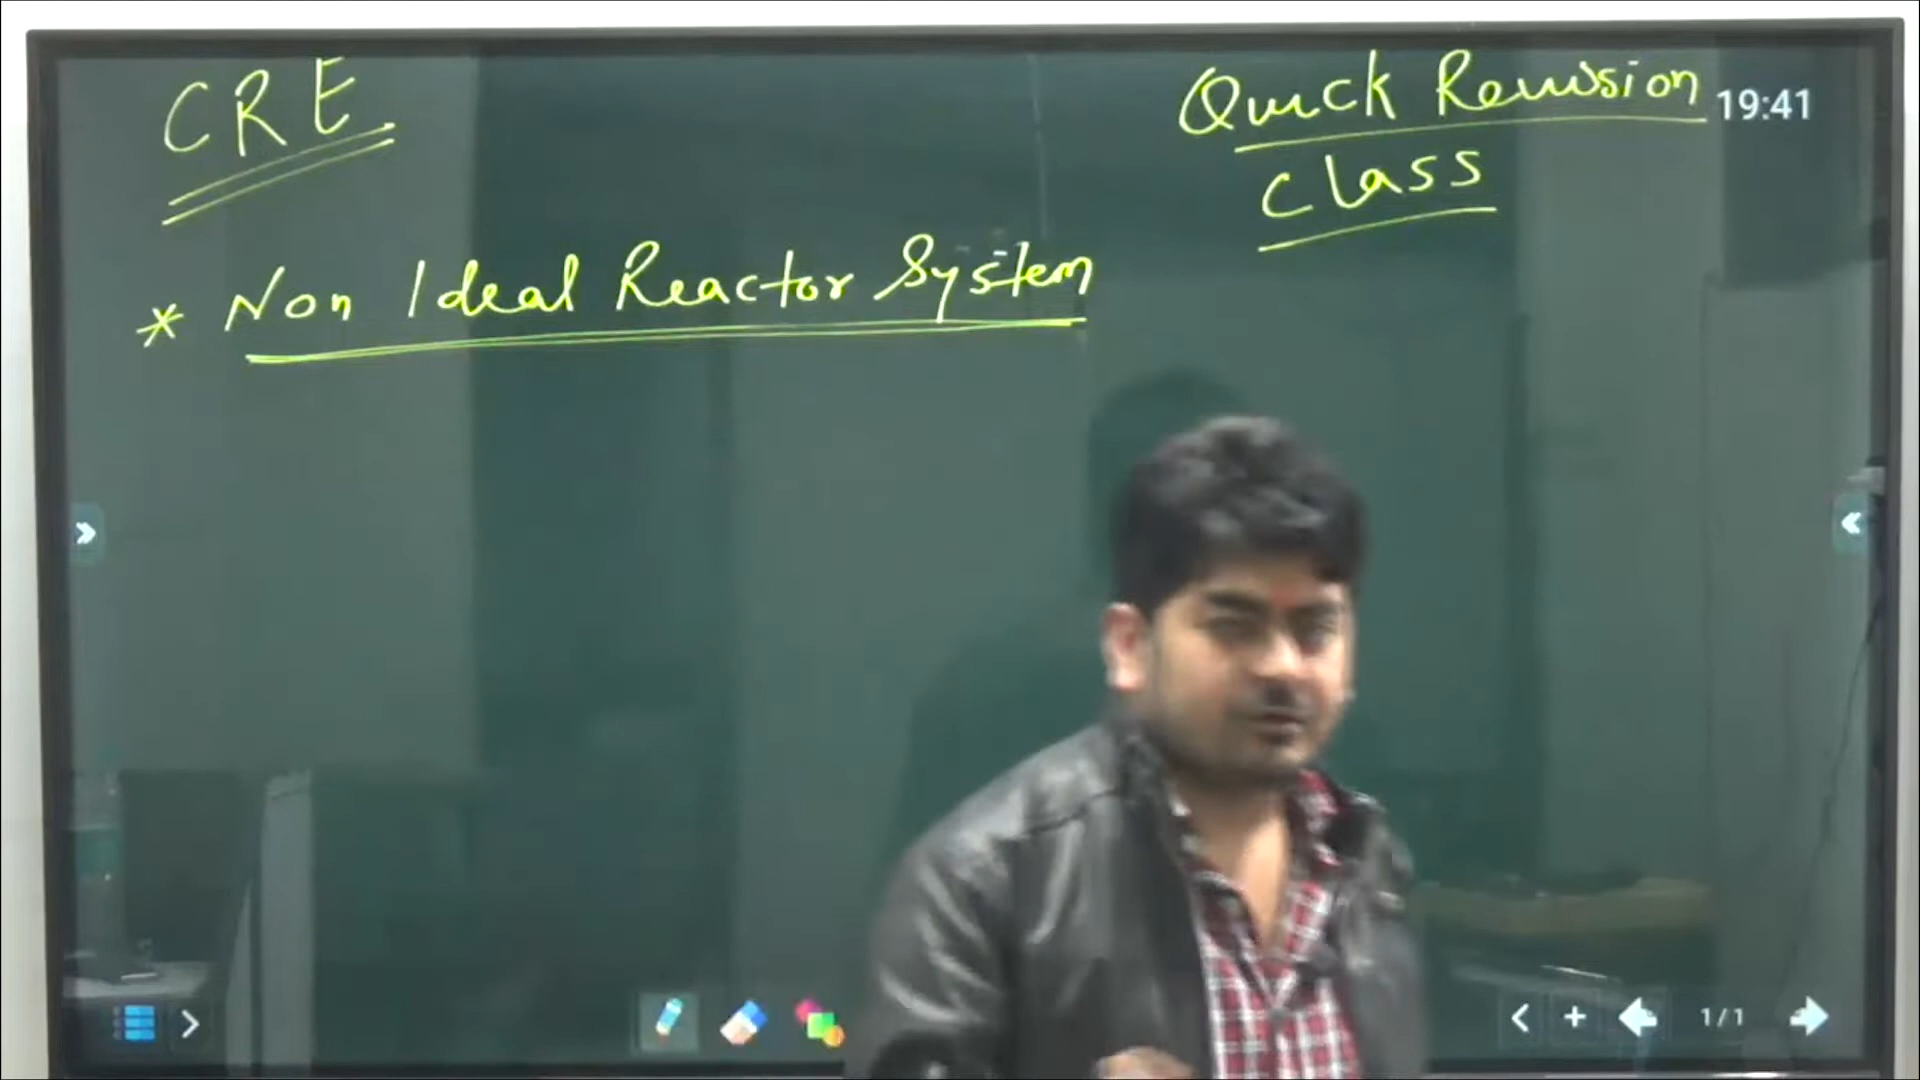 CRE
Quick Revision
19:41
class
* Non Ideal Reactor System
1/1